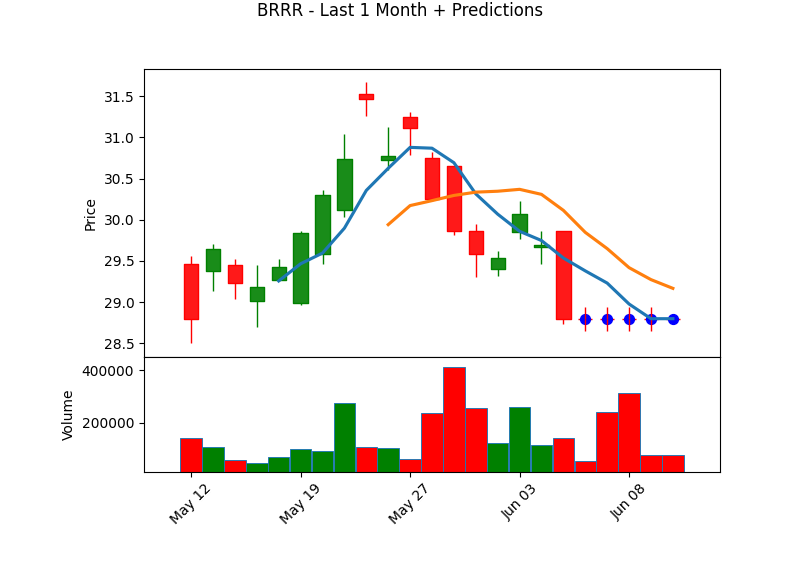 BRRR - Last 1 Month + Predictions
31.5
31.0
30.5
30.0
29.5
29.0
28.5
Price
400000
200000
Volume
May 12
May 19
May 27
Jun 03
Jun 08